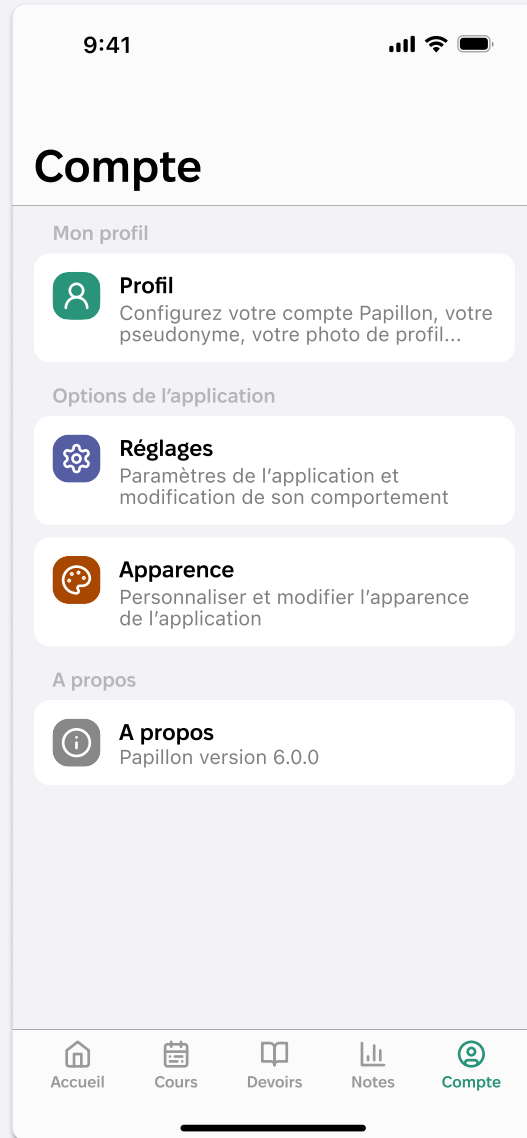 9:41
Compte
Mon profil
Profil
Configurez votre compte Papillon, votre
pseudonyme, votre photo de profil...
Options de l’application
Réglages
Paramètres de l’application et
modification de son comportement
Apparence
Personnaliser et modifier l’apparence
de l’application
A propos
A propos
Papillon version 6.0.0
Accueil Cours Devoirs Notes Compte